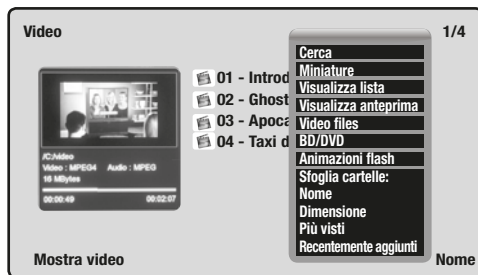 Video
1/4
01 - Introd
02 - Ghost
03 - Apoca
04 - Taxi d
/C:/video
Video : MPEG4 Audio : MPEG
16 MBytes
00:00:49 00:02:07
Cerca
Miniature
Visualizza lista
Visualizza anteprima
Video files
BD/DVD
Animazioni flash
Sfoglia cartelle:
Nome
Dimensione
Più visti
Recentemente aggiunti
Mostra video
Nome